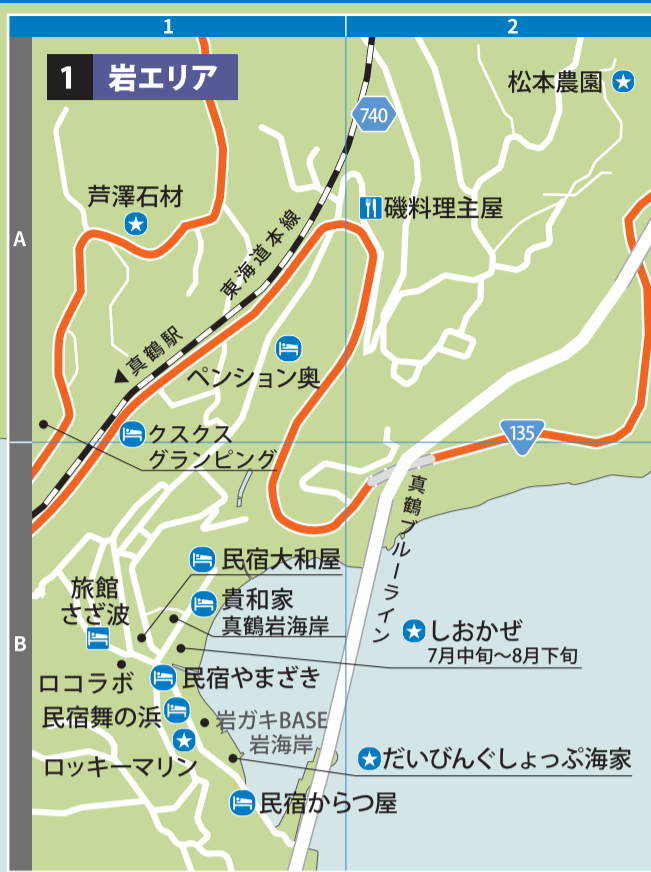 1
2
1 岩エリア
松本農園
740
芦澤石材
A
磯料理主屋
東海道本線
真鶴駅
ペンション奥
クスクス
グランピング
135
真鶴ブルーライン
民宿大和屋
旅館
さざ波
貴和家
真鶴岩海岸
B
しおかぜ
7月中旬〜8月下旬
ロコラボ
民宿やまざき
民宿舞の浜
岩ガキBASE
岩海岸
ロッキーマリン
だいびんぐしょっぷ海家
民宿からつ屋